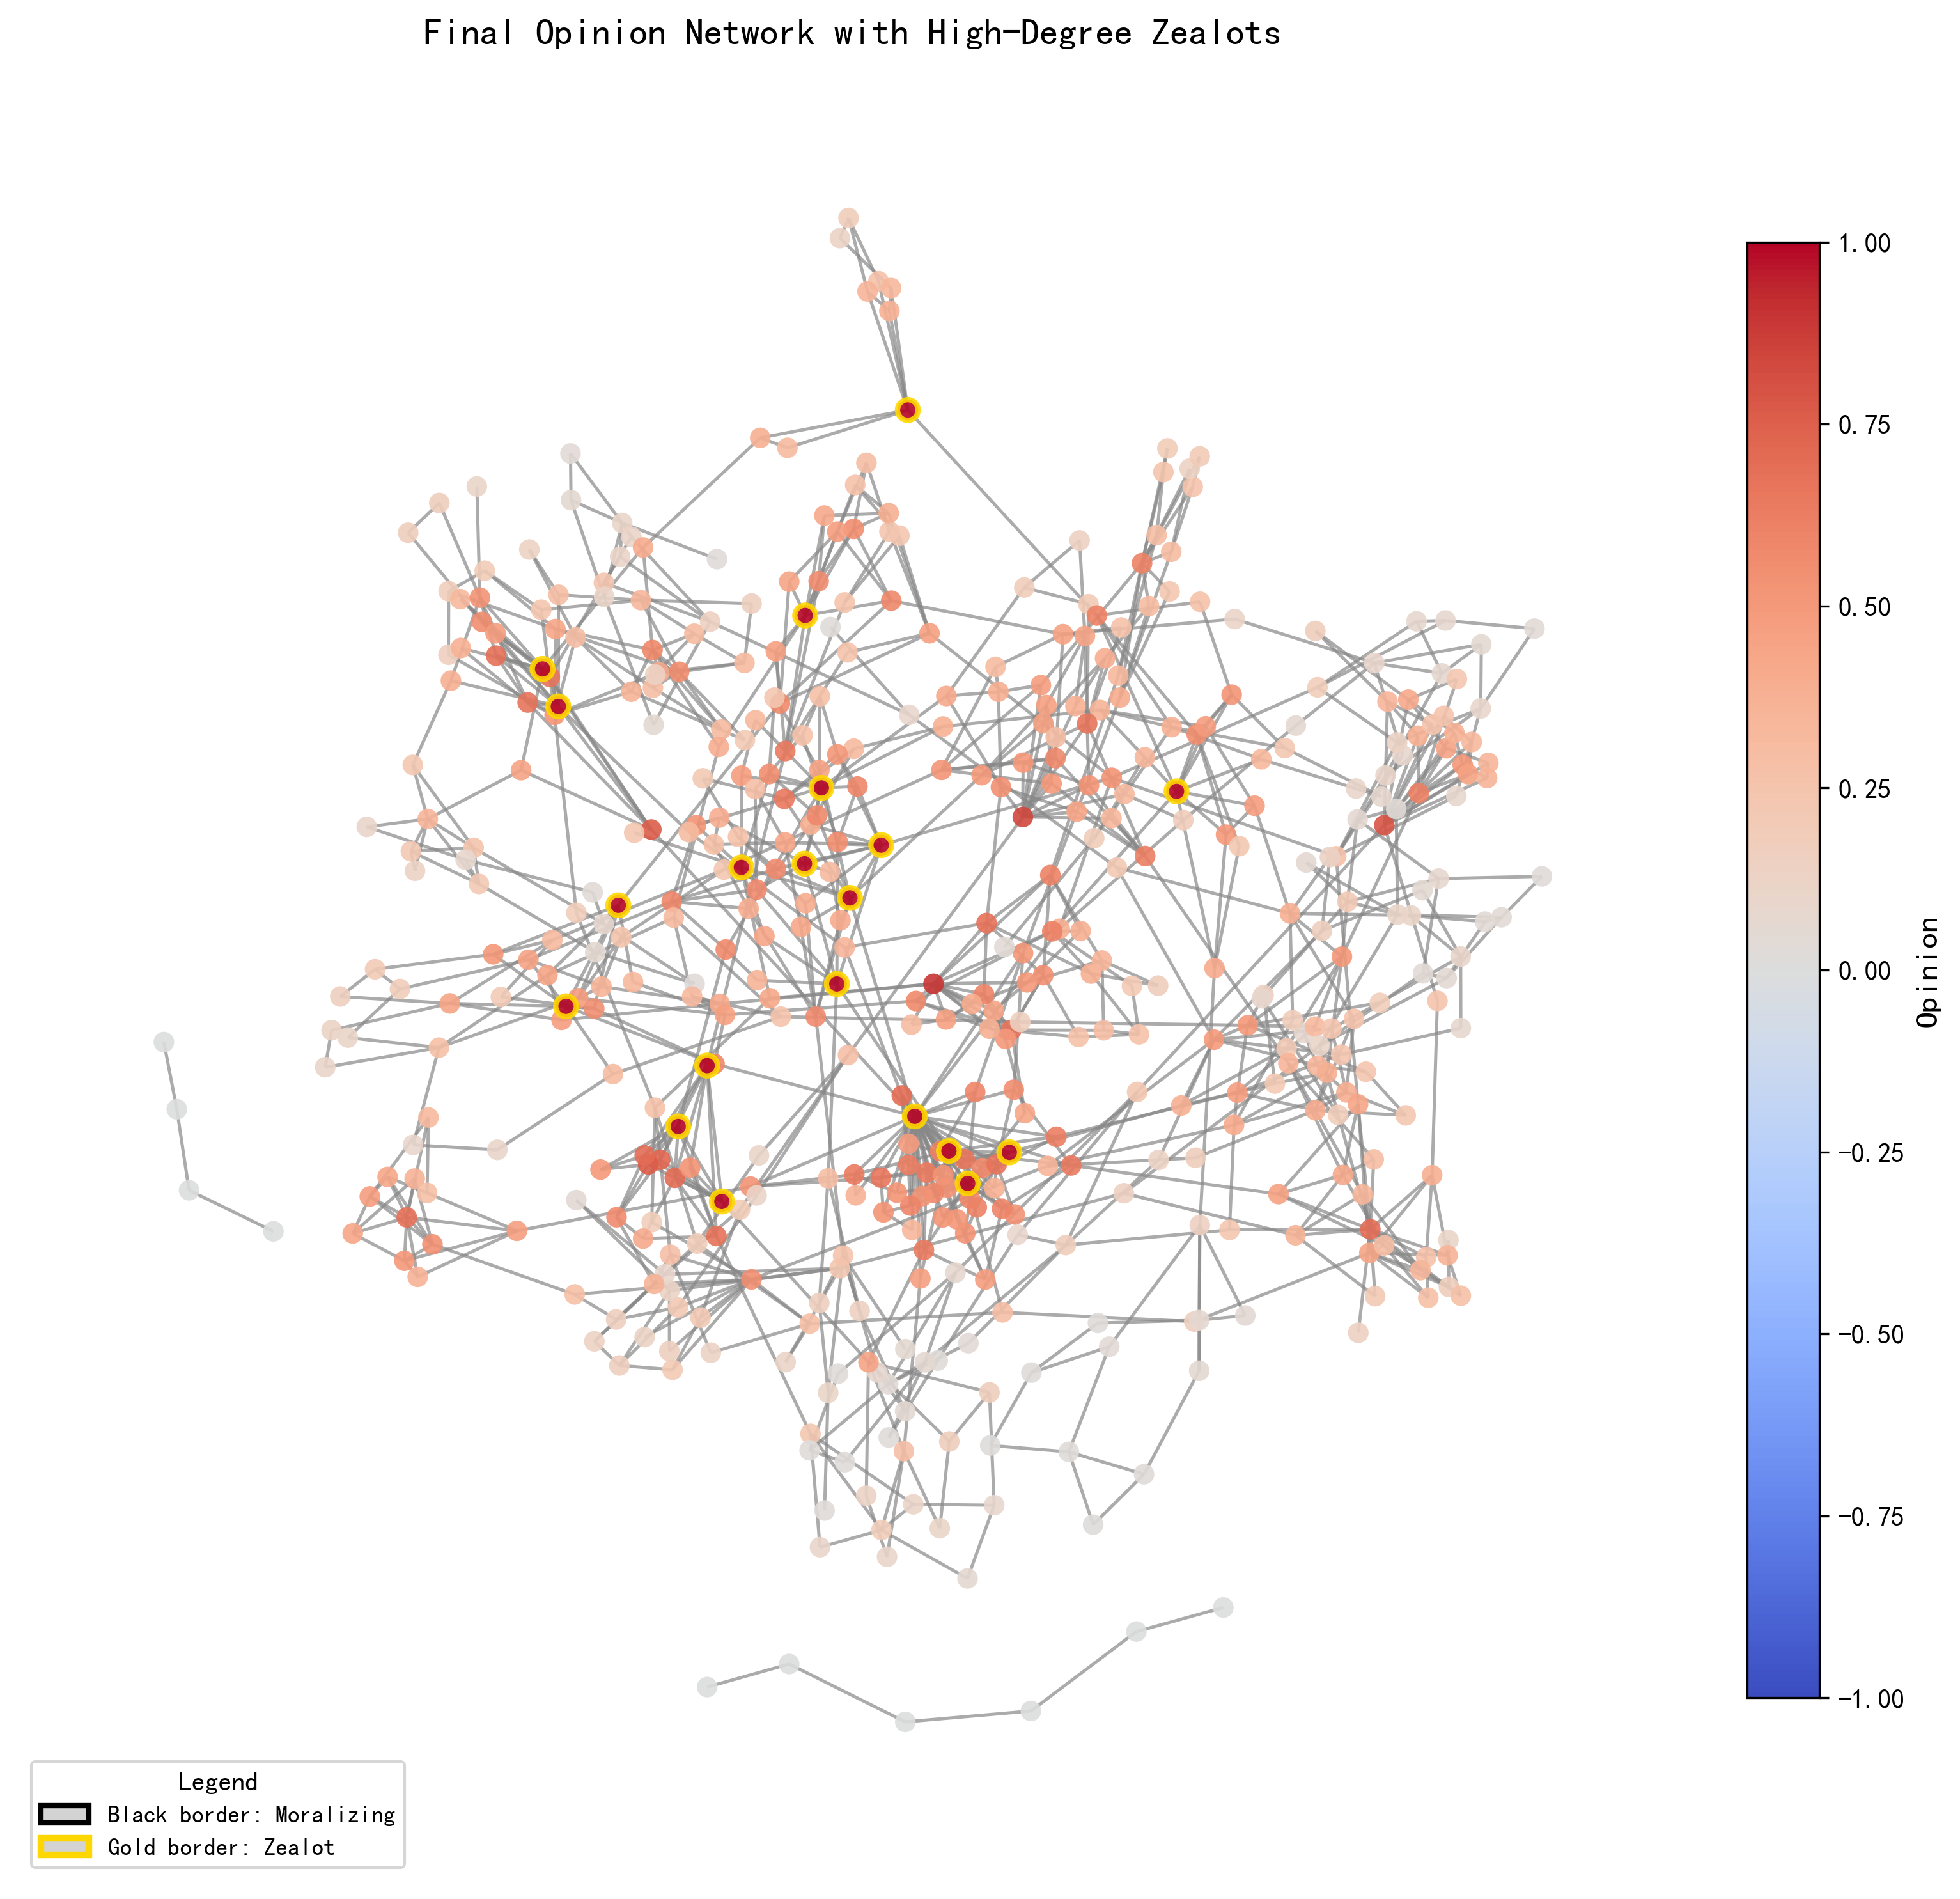 Final Opinion Network with High-Degree Zealots
1.00
0.75
0.50
0.25
0.00
−0.25
−0.50
−0.75
−1.00
Opinion
Legend
Black border: Moralizing
Gold border: Zealot